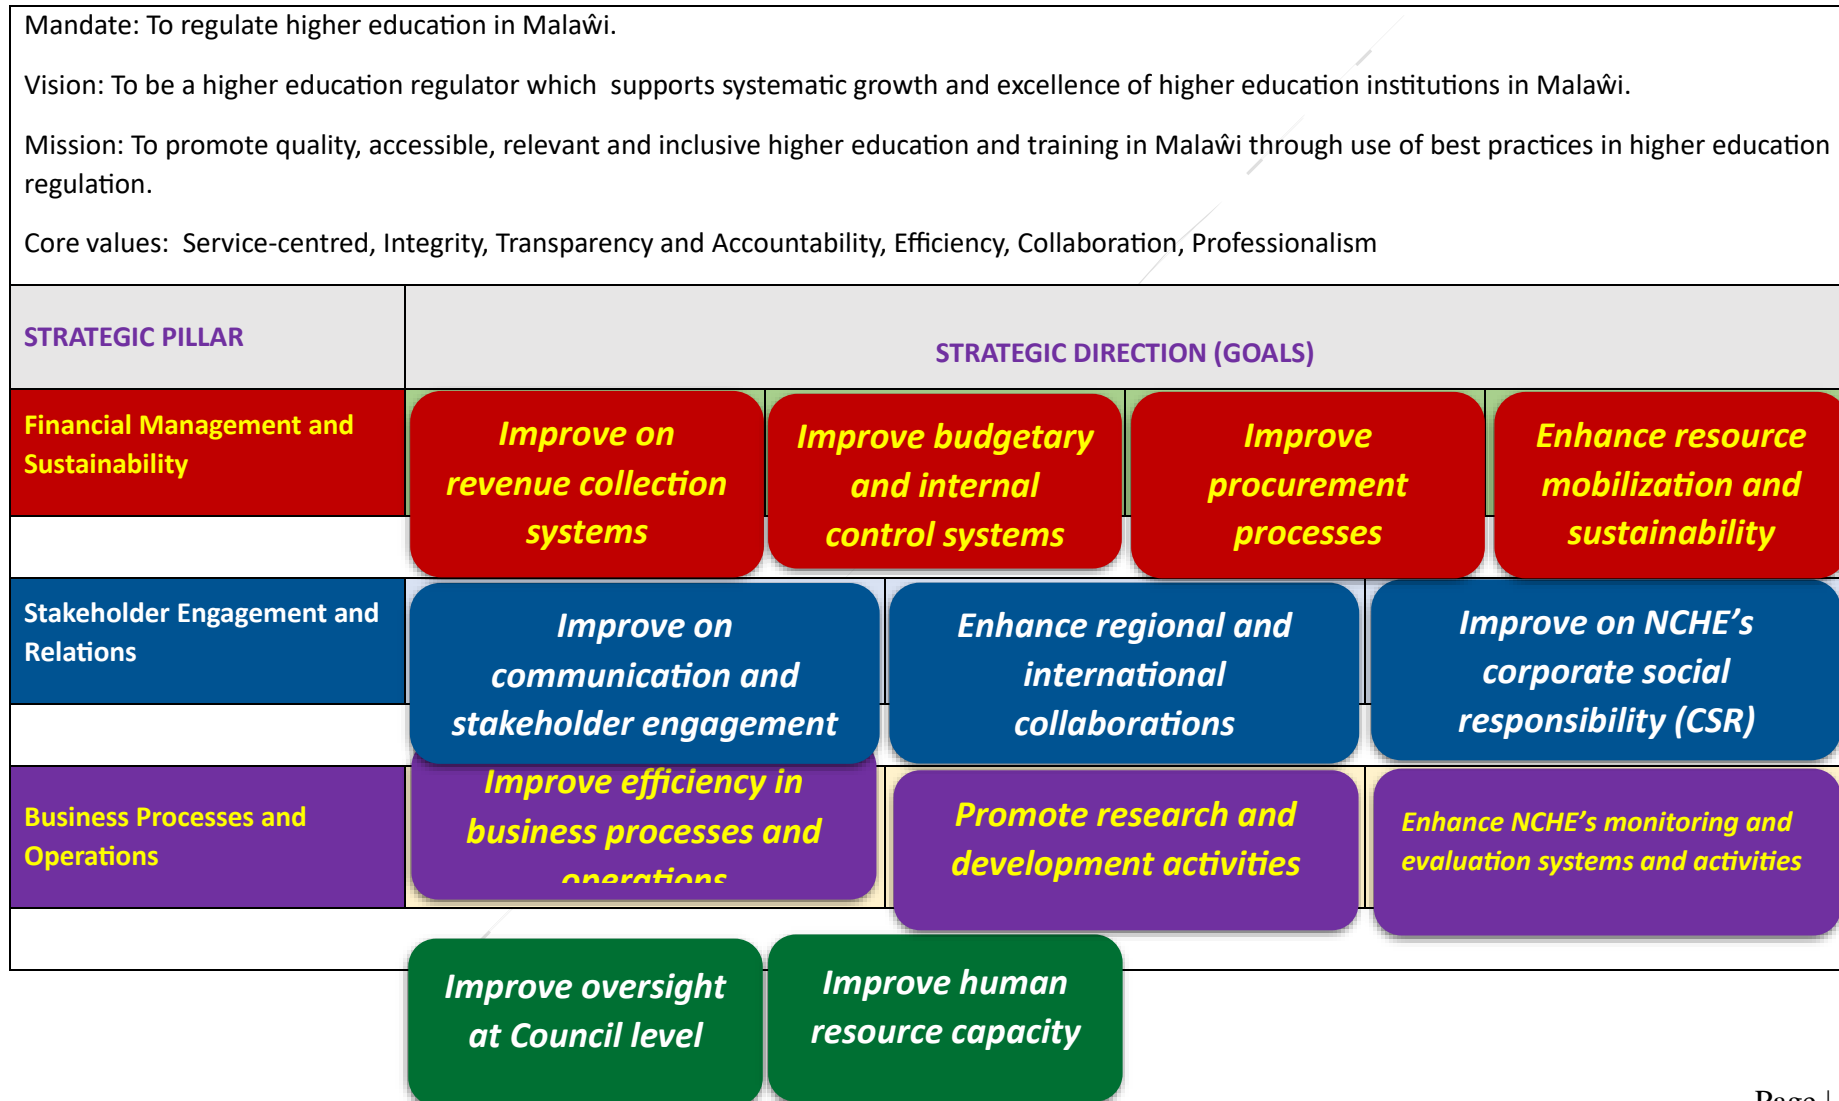 Mandate: To regulate higher education in Malaŵi.
Vision: To be a higher education regulator which  supports systematic growth and excellence of higher education institutions in Malaŵi.
Mission: To promote quality, accessible, relevant and inclusive higher education and training in Malaŵi through use of best practices in higher education
regulation.
Core values:  Service-centred, Integrity, Transparency and Accountability, Efficiency, Collaboration, Professionalism
STRATEGIC PILLAR
STRATEGIC DIRECTION (GOALS)
Financial Management and
Sustainability
Improve on
revenue collection
systems
Improve budgetary
and internal
control systems
Improve
procurement
processes
Enhance resource
mobilization and
sustainability
Stakeholder Engagement and
Relations
Improve on
communication and
stakeholder engagement
Enhance regional and
international
collaborations
Improve on NCHE’s
corporate social
responsibility (CSR)
Business Processes and
Operations
Improve efficiency in
business processes and
operations
Promote research and
development activities
Enhance NCHE’s monitoring and
evaluation systems and activities
Improve oversight
at Council level
Improve human
resource capacity
Page |